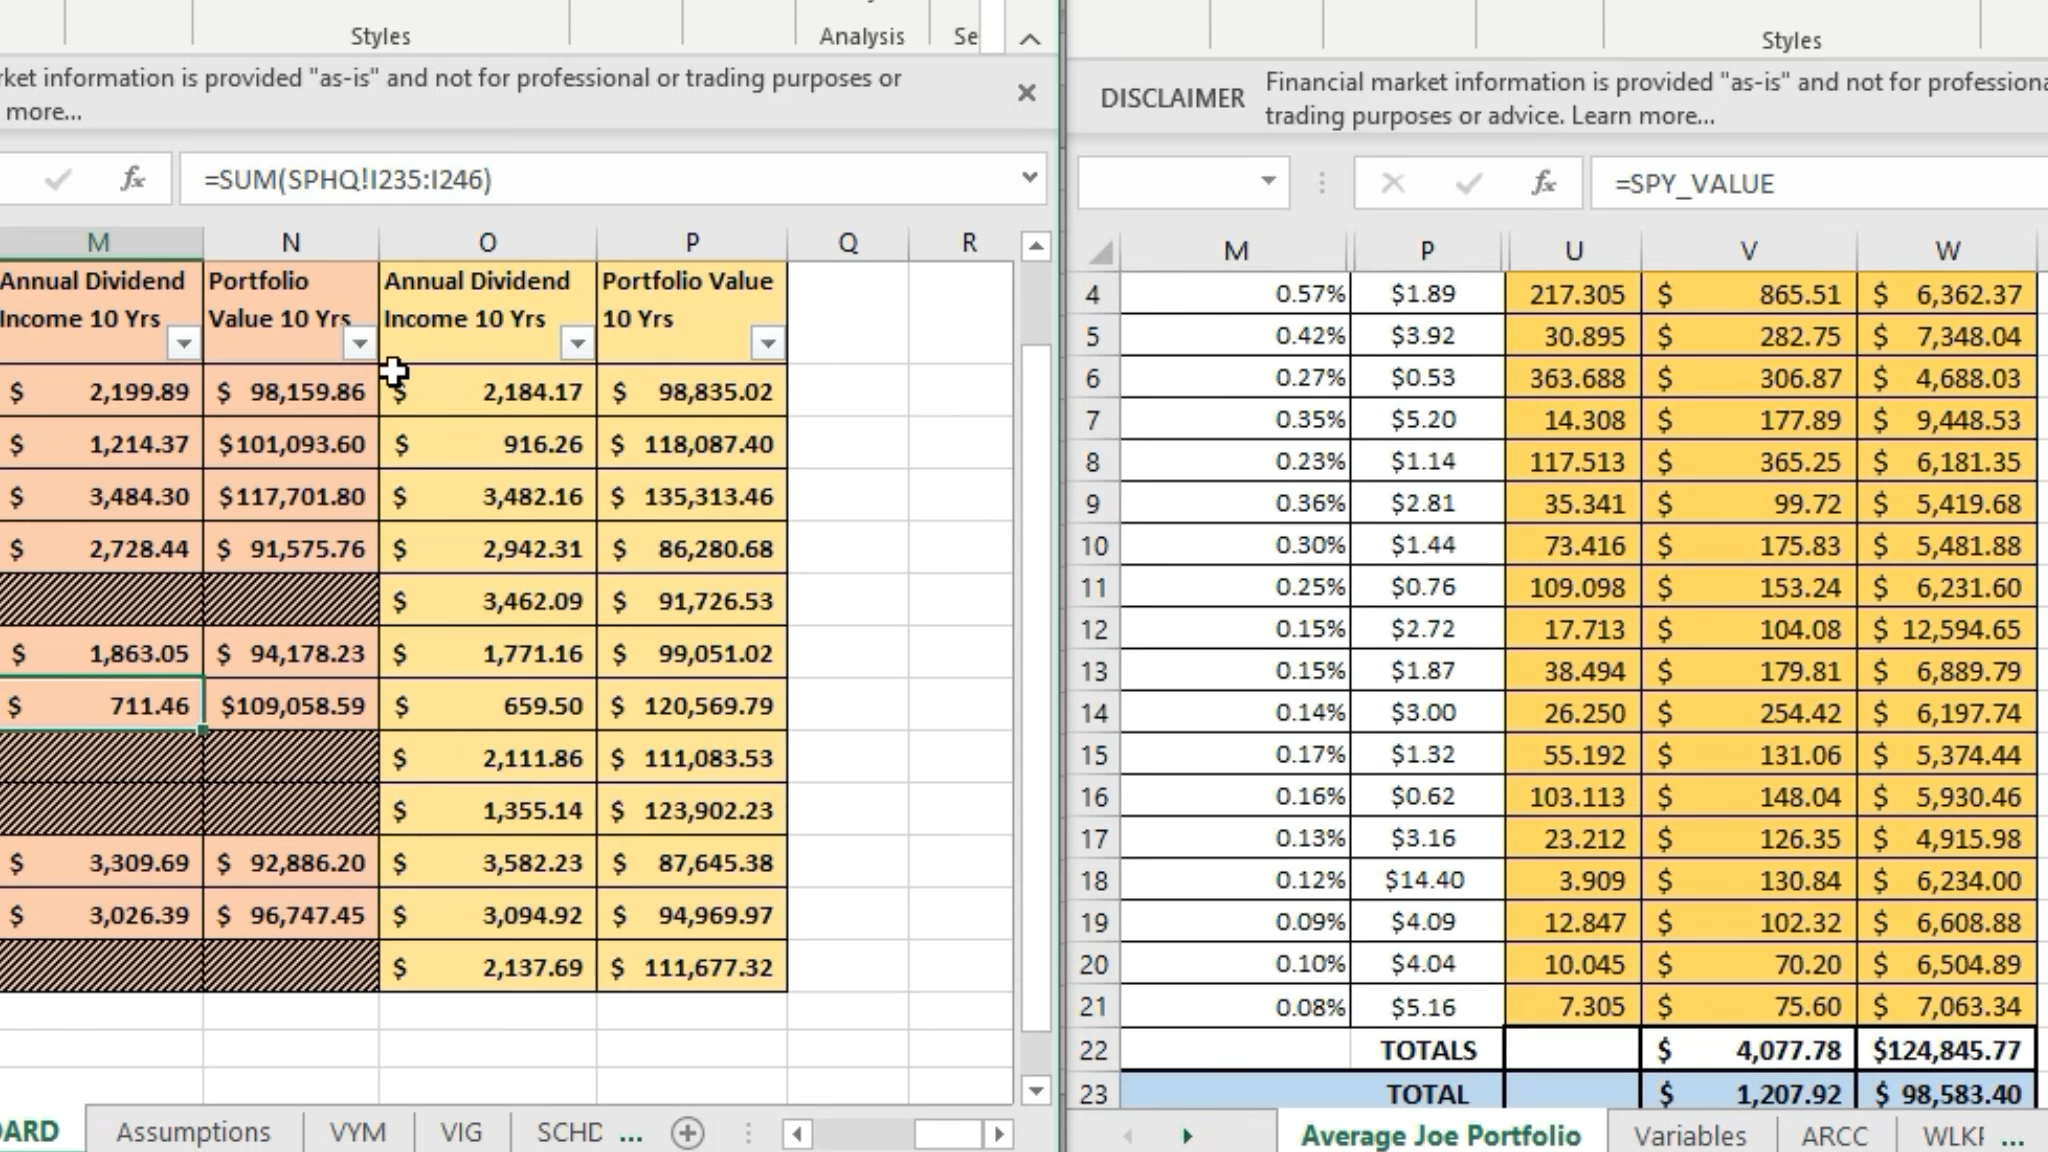 Styles
Analysis
Se
rket information is provided "as-is" and not for professional or trading purposes or
more...
=SUM(SPHQ!I235:I246)
M N O P Q R
Annual Dividend Income 10 Yrs Portfolio Value 10 Yrs Annual Dividend Income 10 Yrs Portfolio Value 10 Yrs
$ 2,199.89 $ 98,159.86 $ 2,184.17 $ 98,835.02
$ 1,214.37 $101,093.60 $ 916.26 $ 118,087.40
$ 3,484.30 $117,701.80 $ 3,482.16 $ 135,313.46
$ 2,728.44 $ 91,575.76 $ 2,942.31 $ 86,280.68
$ 3,462.09 $ 91,726.53
$ 1,863.05 $ 94,178.23 $ 1,771.16 $ 99,051.02
$ 711.46 $109,058.59 $ 659.50 $ 120,569.79
$ 2,111.86 $ 111,083.53
$ 1,355.14 $ 123,902.23
$ 3,309.69 $ 92,886.20 $ 3,582.23 $ 87,645.38
$ 3,026.39 $ 96,747.45 $ 3,094.92 $ 94,969.97
$ 2,137.69 $ 111,677.32
OARD Assumptions VYM VIG SCHD ...
Styles
DISCLAIMER Financial market information is provided "as-is" and not for professiona
trading purposes or advice. Learn more...
=SPY_VALUE
M P U V W
4 0.57% $1.89 217.305 $ 865.51 $ 6,362.37
5 0.42% $3.92 30.895 $ 282.75 $ 7,348.04
6 0.27% $0.53 363.688 $ 306.87 $ 4,688.03
7 0.35% $5.20 14.308 $ 177.89 $ 9,448.53
8 0.23% $1.14 117.513 $ 365.25 $ 6,181.35
9 0.36% $2.81 35.341 $ 99.72 $ 5,419.68
10 0.30% $1.44 73.416 $ 175.83 $ 5,481.88
11 0.25% $0.76 109.098 $ 153.24 $ 6,231.60
12 0.15% $2.72 17.713 $ 104.08 $ 12,594.65
13 0.15% $1.87 38.494 $ 179.81 $ 6,889.79
14 0.14% $3.00 26.250 $ 254.42 $ 6,197.74
15 0.17% $1.32 55.192 $ 131.06 $ 5,374.44
16 0.16% $0.62 103.113 $ 148.04 $ 5,930.46
17 0.13% $3.16 23.212 $ 126.35 $ 4,915.98
18 0.12% $14.40 3.909 $ 130.84 $ 6,234.00
19 0.09% $4.09 12.847 $ 102.32 $ 6,608.88
20 0.10% $4.04 10.045 $ 70.20 $ 6,504.89
21 0.08% $5.16 7.305 $ 75.60 $ 7,063.34
22 TOTALS $ 4,077.78 $124,845.77
23 TOTAL $ 1,207.92 $ 98,583.40
Average Joe Portfolio Variables ARCC WLKP ...